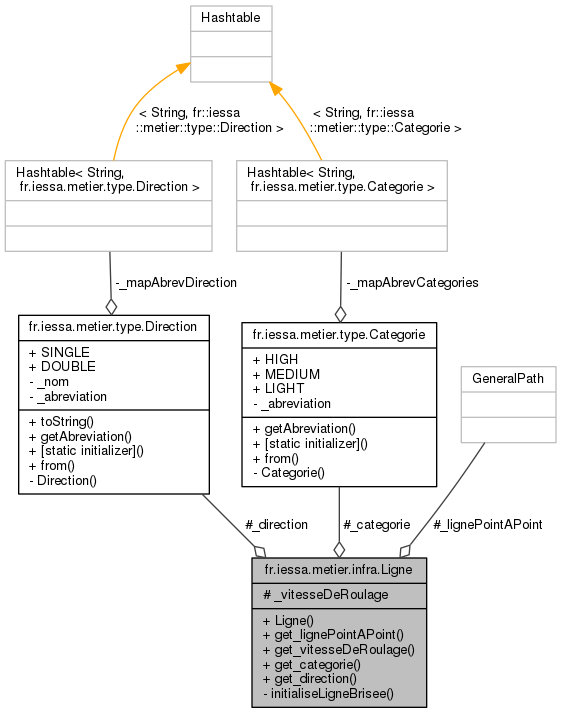 Hashtable
< String, fr::iessa
::metier::type::Direction >
< String, fr::iessa
::metier::type::Categorie >
Hashtable< String,
fr.iessa.metier.type.Direction >
Hashtable< String,
fr.iessa.metier.type.Categorie >
-_mapAbrevDirection
-_mapAbrevCategories
fr.iessa.metier.type.Direction
+ SINGLE
+ DOUBLE
- _nom
- _abreviation
+ toString()
+ getAbreviation()
+ [static initializer]()
+ from()
- Direction()
fr.iessa.metier.type.Categorie
+ HIGH
+ MEDIUM
+ LIGHT
- _abreviation
+ getAbreviation()
+ [static initializer]()
+ from()
- Categorie()
GeneralPath
#_direction
#_categorie
#_lignePointAPoint
fr.iessa.metier.infra.Ligne
# _vitesseDeRoulage
+ Ligne()
+ get_lignePointAPoint()
+ get_vitesseDeRoulage()
+ get_categorie()
+ get_direction()
- initialiseLigneBrisee()